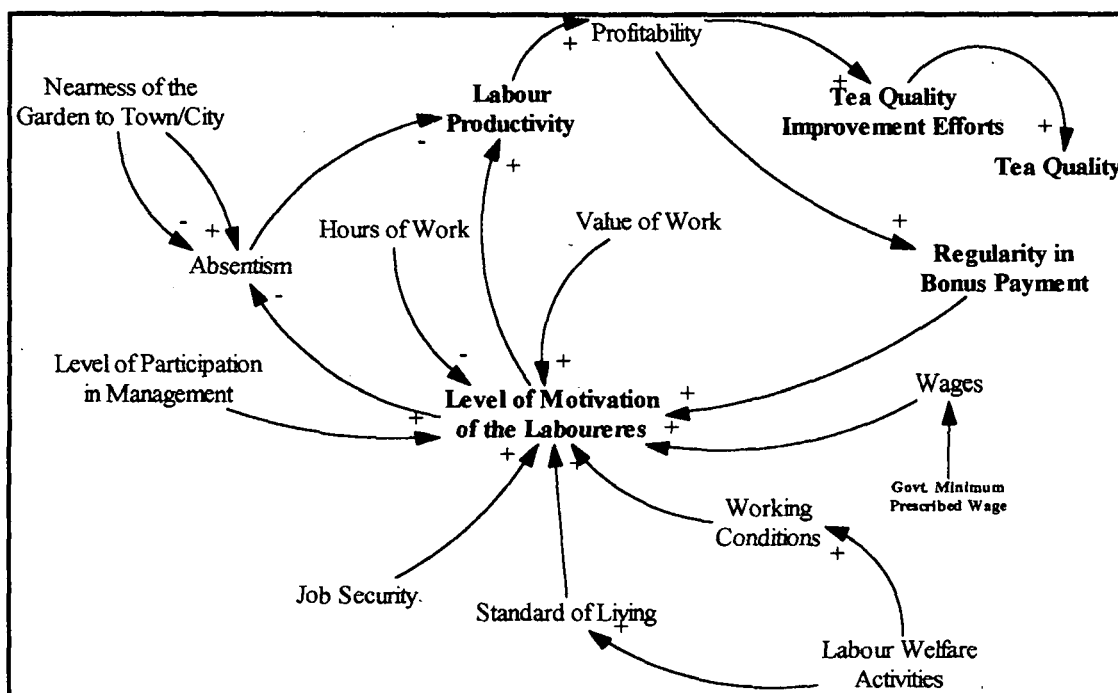 Profitability
Nearness of the
Garden to Town/City
Labour
Productivity
Tea Quality
Improvement Efforts
Tea Quality
Hours of Work
Value of Work
Absentism
Regularity in
Bonus Payment
Level of Participation
in Management
Level of Motivation
of the Laboureres
Wages
Govt. Minimum
Prescribed Wage
Working
Conditions
Job Security
Standard of Living
Labour Welfare
Activities
+
+
+
-
+
-
+
-
+
-
+
+
+
+
+
+
+
+